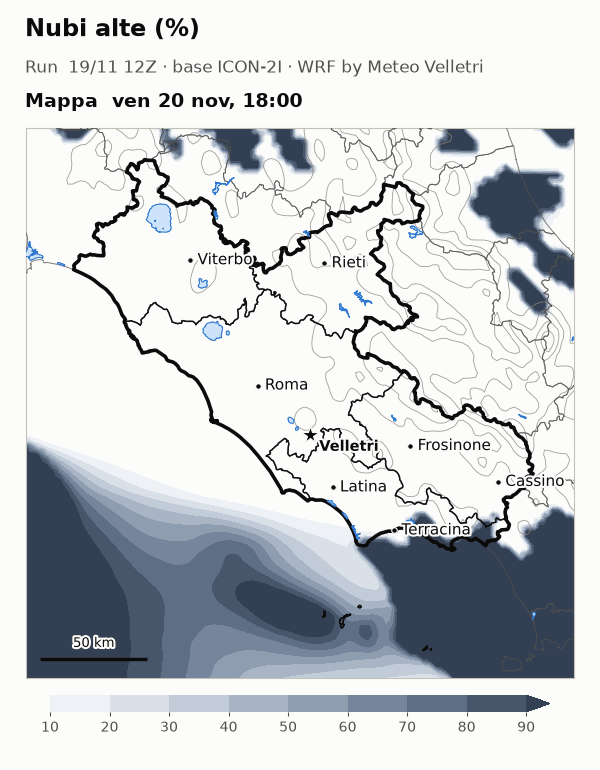 Nubi alte (%)
Run 19/11 12Z · base ICON-2I · WRF by Meteo Velletri
Mappa ven 20 nov, 18:00
Viterbo
Rieti
Roma
Velletri
Frosinone
Latina
Cassino
Terracina
50 km
10 20 30 40 50 60 70 80 90